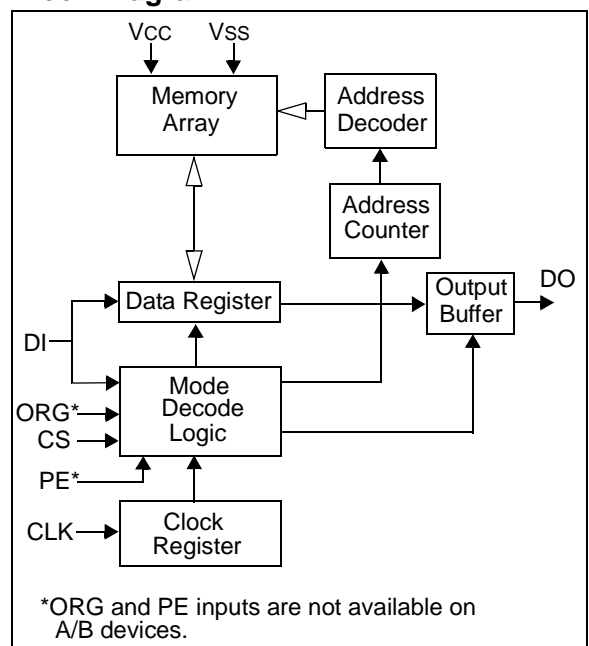 VCC
VSS
Memory
Array
Address
Decoder
Address
Counter
Data Register
Output
Buffer
DO
DI
Mode
Decode
Logic
ORG*
CS
PE*
CLK
Clock
Register
*ORG and PE inputs are not available on
A/B devices.